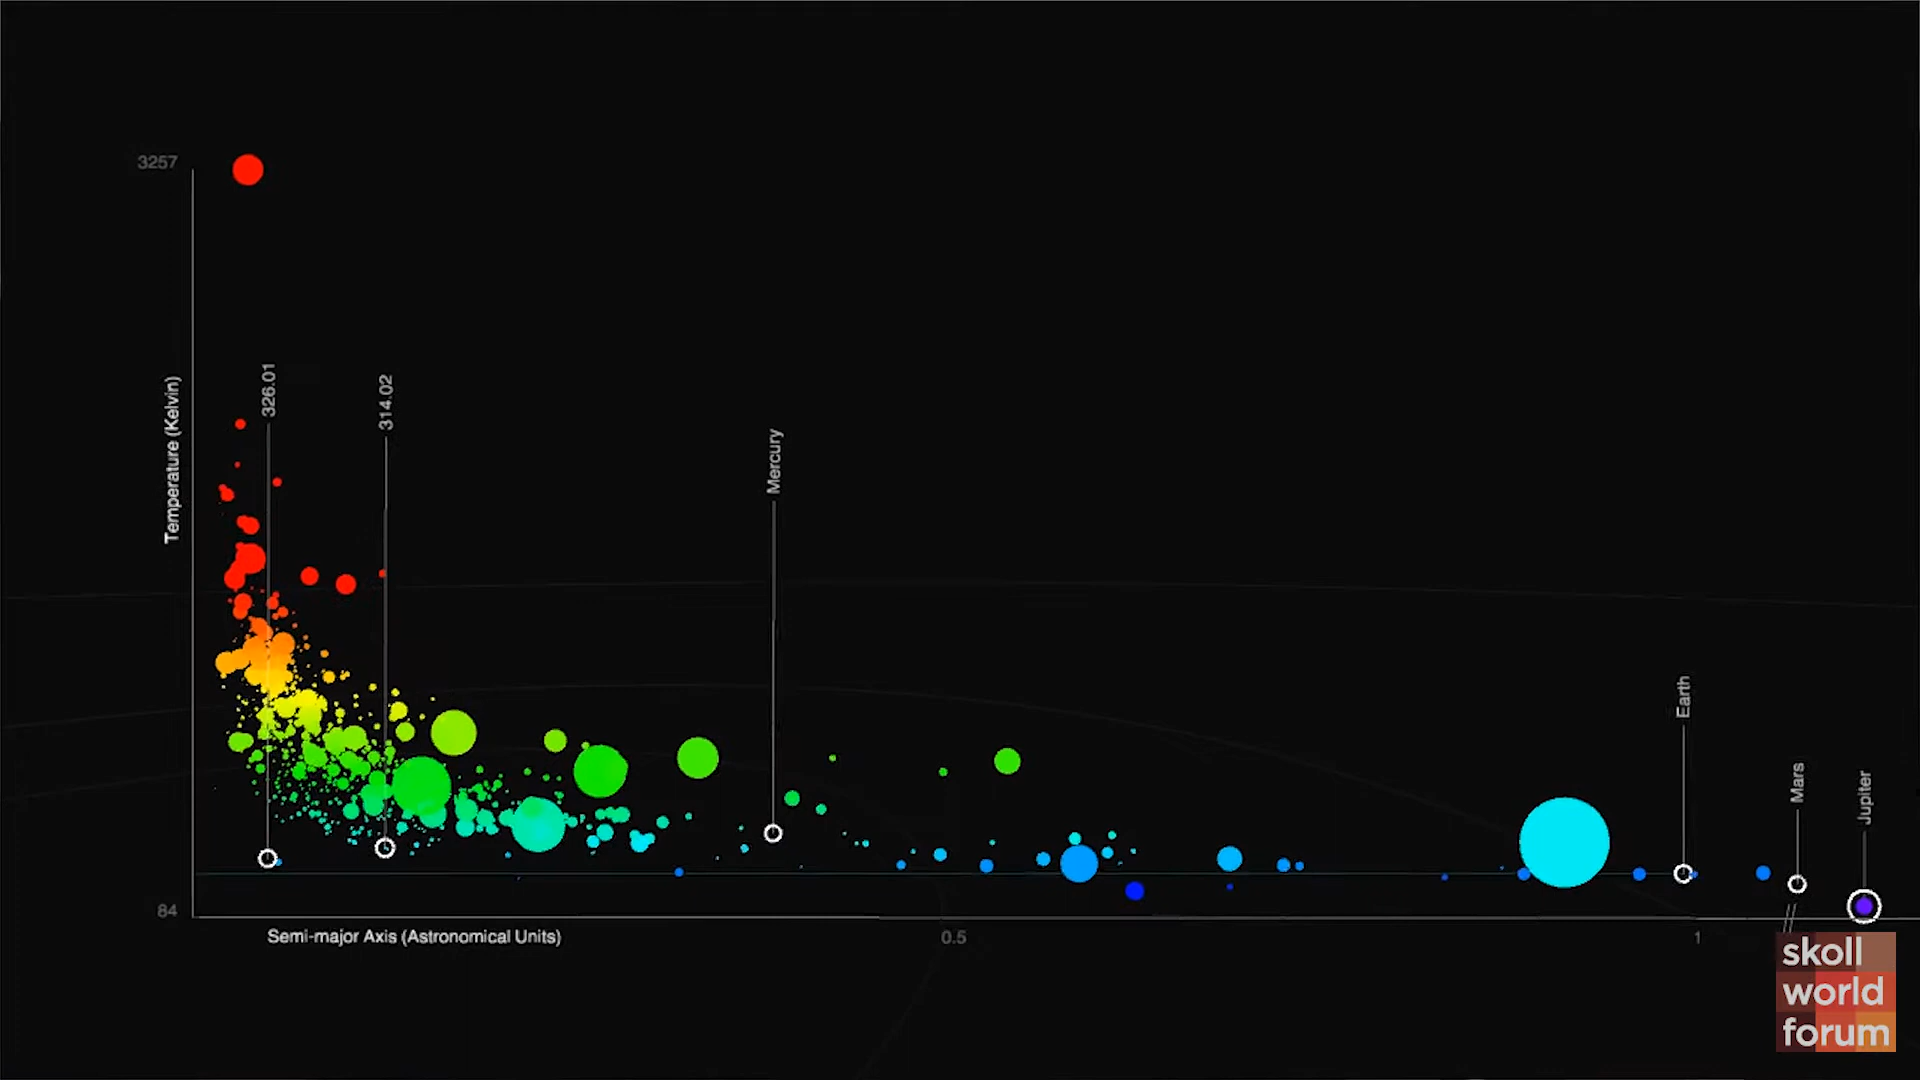 3257
326.01
314.02
Temperature (Kelvin)
Mercury
Earth
Mars
Jupiter
84
Semi-major Axis (Astronomical Units)
0.5
1
skoll
world
forum